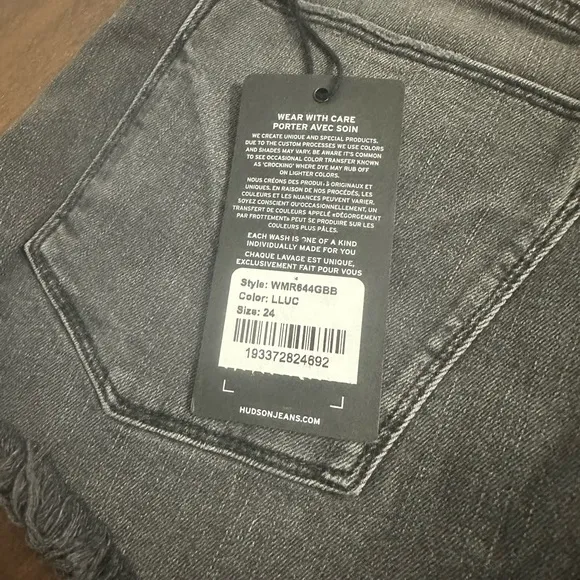 WEAR WITH CARE
PORTER AVEC SOIN
WE CREATE UNIQUE AND SPECIAL PRODUCTS,
DUE TO THE CUSTOM PROCESSES WE USE COLORS
AND SHADES MAY VARY. BE AWARE IT'S COMMON
TO SEE OCCASIONAL COLOR TRANSFER KNOWN
AS 'CROCKING' WHERE DYE MAY RUB OFF
ON LIGHTER COLORS.
NOUS CRÉONS DES PRODUI S ORIGINAUX ET
UNIQUES. EN RAISON DE NOS PROCÉDÉS, LES
COULEURS ET LES NUANCES PEUVENT VARIER.
SOYEZ CONSCIENT QU'OCCASIONNELLEMENT, UN
TRANSFERT DE COULEURS APPELÉ «DÉGORGEMENT
PAR FROTTEMENT» PEUT SE PRODUIRE SUR LES
COULEURS PLUS PÂLES.
EACH WASH IS ONE OF A KIND
INDIVIDUALLY MADE FOR YOU
CHAQUE LAVAGE EST UNIQUE,
EXCLUSIVEMENT FAIT POUR VOUS
Style: WMR644GBB
Color: LLUC
Size: 24
193372824692
HUDSONJEANS.COM